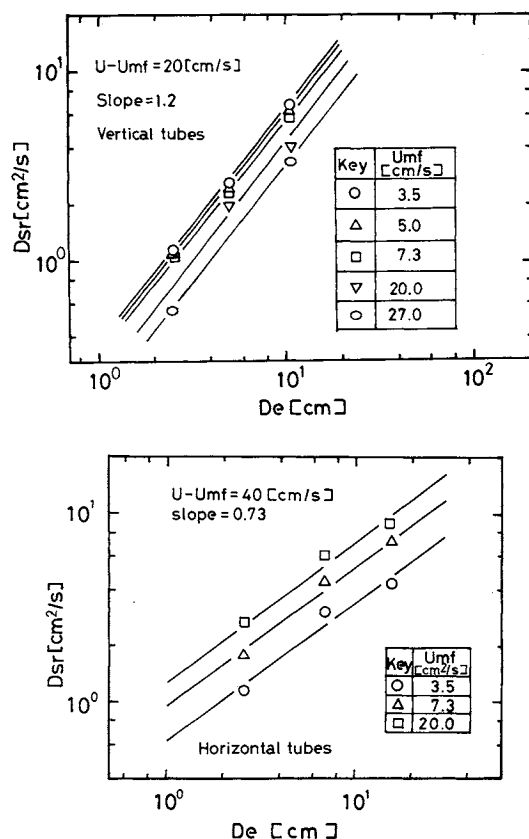 U-Umf=20[cm/s]
Slope=1.2
Vertical tubes
Key Umf [cm/s]
3.5
5.0
7.3
20.0
27.0
10¹
10⁰
Dsr[cm²/s]
10⁰ 10¹ 10²
De[cm]
U-Umf=40[cm/s]
slope=0.73
Key Umf [cm²/s]
3.5
7.3
20.0
Horizontal tubes
10¹
10⁰
Dsr[cm²/s]
10⁰ 10¹
De[cm]